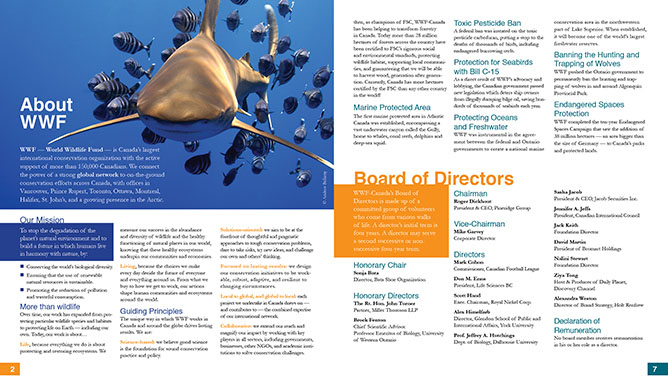 About
WWF
WWF — World Wildlife Fund — is Canada's largest
international conservation organization with the active
support of more than 150,000 Canadians. We connect
the power of a strong global network to on-the-ground
conservation efforts across Canada, with offices in
Vancouver, Prince Rupert, Toronto, Ottawa, Montreal,
Halifax, St. John's, and a growing presence in the Arctic.
Our Mission
To stop the degradation of the
planet's natural environment and to
build a future in which humans live
in harmony with nature, by:
Conserving the world's biological diversity
Ensuring that the use of renewable
natural resources is sustainable.
Promoting the reduction of pollution
and wasteful consumption.
More than wildlife
Over time, our work has expanded from pro-
tecting particular wildlife species and habitats
to protecting life on Earth — including our
own. Today, our work is about...
Life, because everything we do is about
protecting and restoring ecosystems. We
measure our success in the abundance
and diversity of wildlife and the healthy
functioning of natural places in our world,
knowing that these healthy ecosystems
underpin our communities and economies.
Living, because the choices we make
every day decide the future of everyone
and everything around us. From what we
buy to how we get to work, our actions
shape human communities and ecosystems
around the world.
Guiding Principles
The unique way in which WWF works in
Canada and around the globe drives lasting
results. We are:
Science-based: we believe good science
is the foundation for sound conservation
practice and policy.
Solutions-oriented: we aim to be at the
forefront of thoughtful and pragmatic
approaches to tough conservation problems,
dare to take risks, try new ideas, and challenge
our own and others' thinking.
Focused on lasting results: we design
our conservation initiatives to be work-
able, robust, adaptive, and resilient to
changing circumstances.
Local to global, and global to local: each
project we undertake in Canada draws on —
and contributes to — the combined expertise
of our international network.
Collaborative: we extend our reach and
magnify our impact by working with key
players in all sectors, including governments,
businesses, other NGOs, and academic insti-
tutions to solve conservation challenges.
2
then, as champions of FSC, WWF-Canada
has been helping to transform forestry
in Canada. Today more than 28 million
hectares of forests across the country have
been certified to FSC's rigorous social
and environmental standards, protecting
wildlife habitat, supporting local communi-
ties, and guaranteeing that we will be able
to harvest wood, generation after genera-
tion. Currently, Canada has more hectares
certified by the FSC than any other country
in the world!
Marine Protected Area
The first marine protected area in Atlantic
Canada was established, encompassing a
vast underwater canyon called the Gully,
home to whales, coral reefs, dolphins and
deep-sea squid.
Toxic Pesticide Ban
A federal ban was instated on the toxic
pesticide carbofuran, putting a stop to the
deaths of thousands of birds, including
endangered burrowing owls.
Protection for Seabirds
with Bill C-15
As a direct result of WWF's advocacy and
lobbying, the Canadian government passed
new legislation which deters ship owners
from illegally dumping bilge oil, saving hun-
dreds of thousands of seabirds each year.
Protecting Oceans
and Freshwater
WWF was instrumental in the agree-
ment between the federal and Ontario
governments to create a national marine
conservation area in the northwestern
part of Lake Superior. When established,
it will become one of the world's largest
freshwater reserves.
Banning the Hunting and
Trapping of Wolves
WWF pushed the Ontario government to
permanently ban the hunting and trap-
ping of wolves in and around Algonquin
Provincial Park.
Endangered Spaces
Protection
WWF completed the ten-year Endangered
Spaces Campaign that saw the addition of
38 million hectares — an area bigger than
the size of Germany — to Canada's parks
and protected lands.
Board of Directors
WWF-Canada's Board of
Directors is made up of a
committed group of volunteers
who come from various walks
of life. A director's initial term is
four years. A director may serve
a second successive or non-
successive four year term.
Honorary Chair
Sonja Bata
Director, Bata Shoe Organization
Honorary Directors
The Rt. Hon. John Turner
Partner, Miller Thomson LLP
Brock Fenton
Chief Scientific Advisor
Professor Emeritus of Biology, University
of Western Ontario
Chairman
Roger Dickhout
President & CEO, Pineridge Group
Vice-Chairman
Mike Garvey
Corporate Director
Directors
Mark Cohon
Commissioner, Canadian Football League
Don M. Enns
President, Life Sciences BC
Scott Hand
Exec. Chairman, Royal Nickel Corp.
Alex Himelfarb
Director, Glendon School of Public and
International Affairs, York University
Prof. Jeffrey A. Hutchings
Dept. of Biology, Dalhousie University
Sasha Jacob
President & CEO, Jacob Securities Inc.
Jennifer A. Jeffs
President, Canadian International Council
Jack Keith
Foundation Director
David Martin
President of Bromart Holdings
Nalini Stewart
Foundation Director
Ziya Tong
Host & Producer of Daily Planet,
Discovery Channel
Alexandra Weston
Director of Brand Strategy, Holt Renfrew
Declaration of
Remuneration
No board member receives remuneration
in his or her role as a director.
7